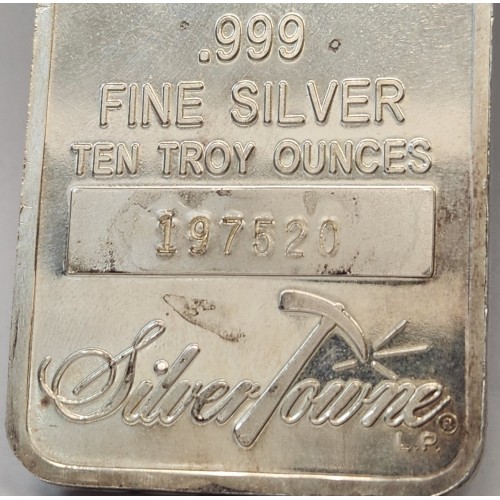 .999
FINE SILVER
TEN TROY OUNCES
197520
SilverTowne®
L.P.